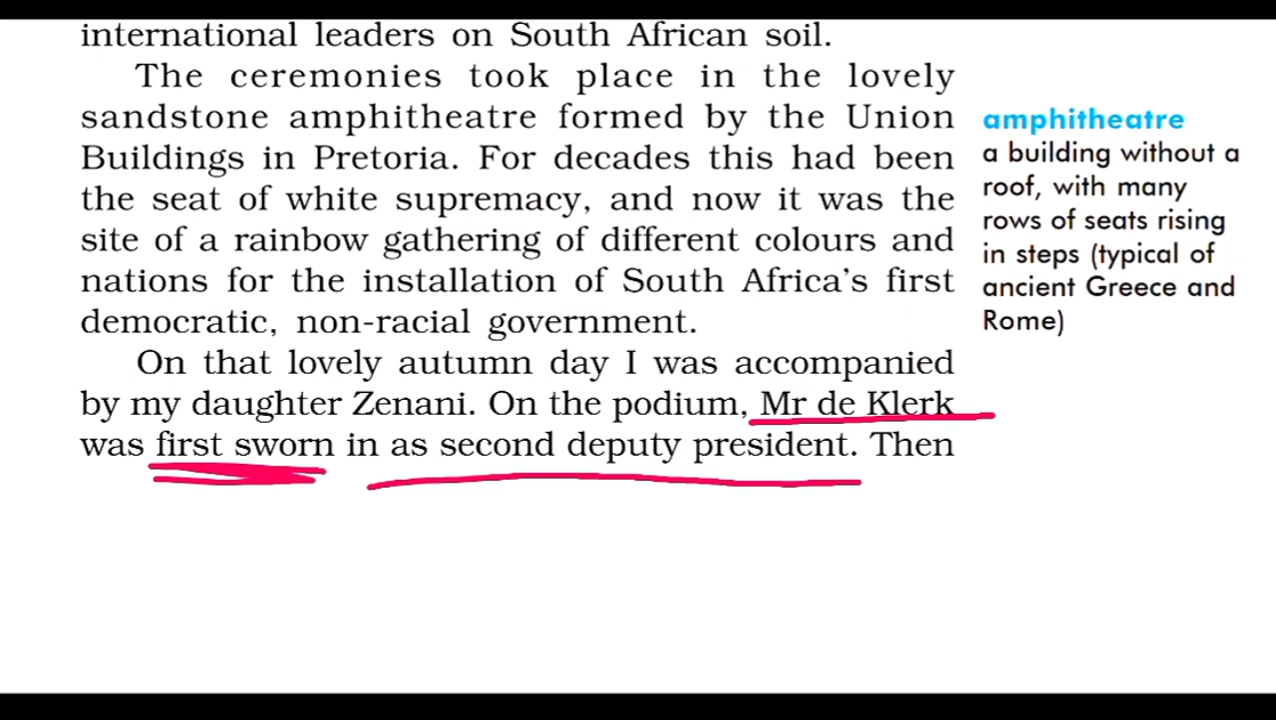 international leaders on South African soil.
The ceremonies took place in the lovely
sandstone amphitheatre formed by the Union
Buildings in Pretoria. For decades this had been
the seat of white supremacy, and now it was the
site of a rainbow gathering of different colours and
nations for the installation of South Africa's first
democratic, non-racial government.
On that lovely autumn day I was accompanied
by my daughter Zenani. On the podium, Mr de Klerk
was first sworn in as second deputy president. Then
amphitheatre
a building without a
roof, with many
rows of seats rising
in steps (typical of
ancient Greece and
Rome)